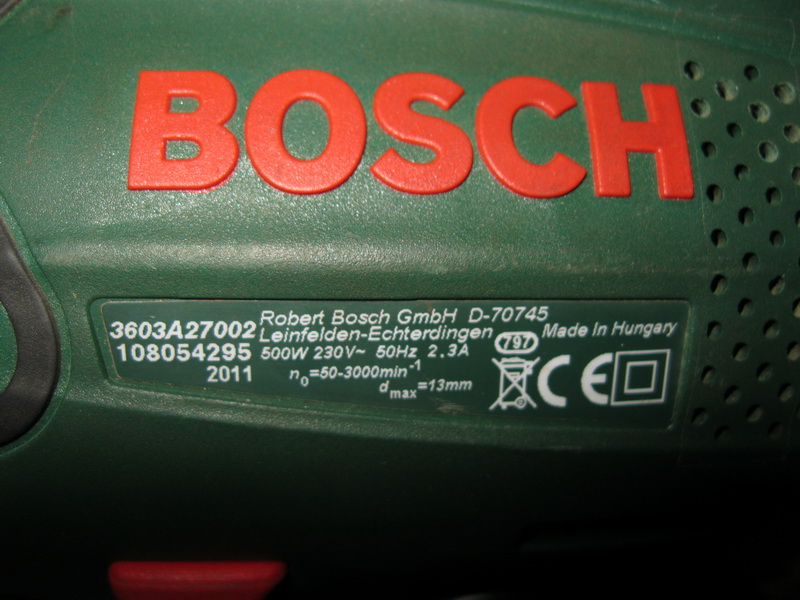 BOSCH
3603A27002 Robert Bosch GmbH D-70745
Leinfelden-Echterdingen 797 Made In Hungary
108054295 500W 230V~ 50Hz 2.3A
2011 n₀=50-3000min⁻¹
d max=13mm
CE